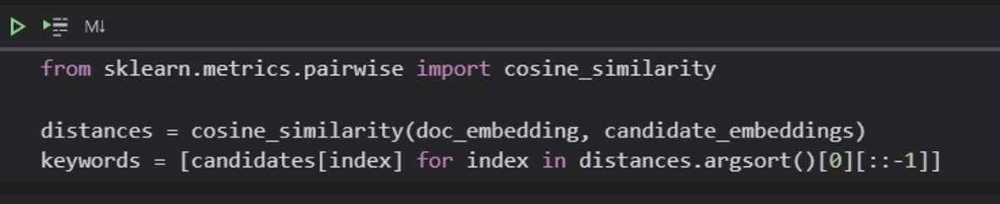 M↓
from sklearn.metrics.pairwise import cosine_similarity
distances = cosine_similarity(doc_embedding, candidate_embeddings)
keywords = [candidates[index] for index in distances.argsort()[0][::-1]]